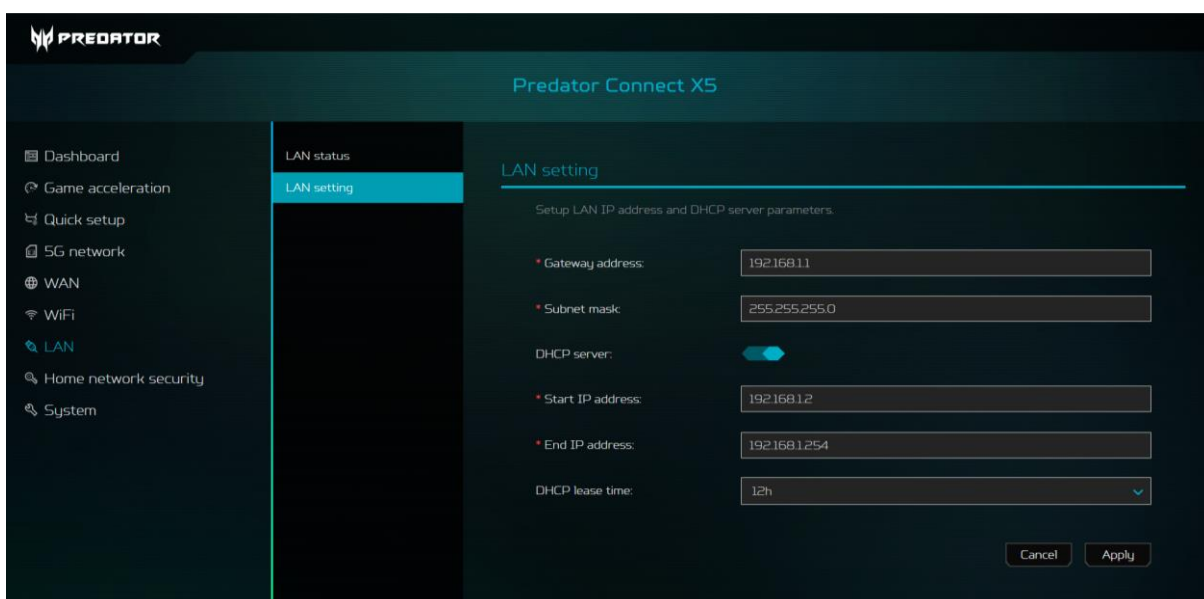 PREDATOR
Predator Connect X5
Dashboard
Game acceleration
Quick setup
5G network
WAN
WiFi
LAN
Home network security
System
LAN status
LAN setting
LAN setting
Setup LAN IP address and DHCP server parameters.
* Gateway address: 192.168.1.1
* Subnet mask: 255.255.255.0
DHCP server:
* Start IP address: 192.168.1.2
* End IP address: 192.168.1.254
DHCP lease time: 12h
Cancel Apply